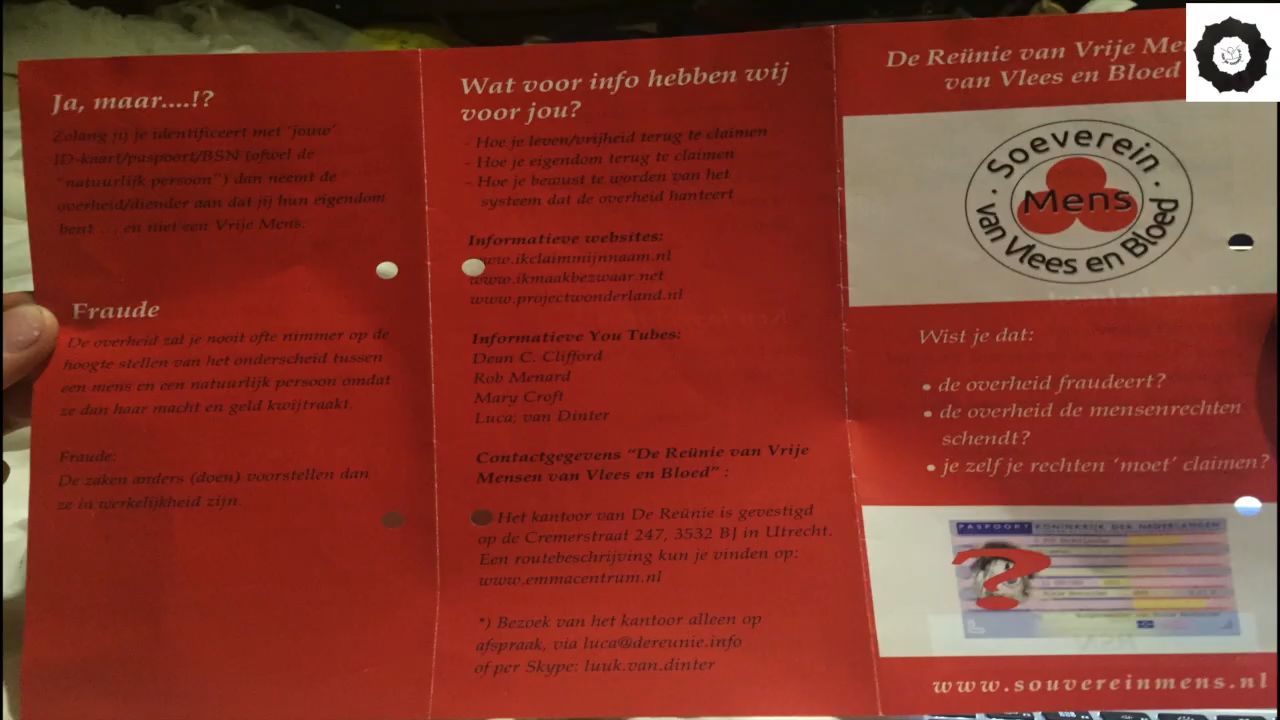 Ja, maar....!?
Zolang jij je identificeert met 'jouw'
ID-kaart/paspoort/BSN (ofwel de
"natuurlijk persoon") dan neemt de
overheid/diender aan dat jij hun eigendom
bent . . . en niet een Vrije Mens.
Fraude
De overheid zal je nooit ofte nimmer op de
hoogte stellen van het onderscheid tussen
een mens en een natuurlijk persoon omdat
ze dan haar macht en geld kwijtraakt.
Fraude:
De zaken anders (doen) voorstellen dan
ze in werkelijkheid zijn.
Wat voor info hebben wij
voor jou?
- Hoe je leven/vrijheid terug te claimen
- Hoe je eigendom terug te claimen
- Hoe je bewust te worden van het
systeem dat de overheid hanteert
Informatieve websites:
www.ikclaimmijnnaam.nl
www.ikmaakbezwaar.net
www.projectwonderland.nl
Informatieve You Tubes:
Dean C. Clifford
Rob Menard
Mary Croft
Luca; van Dinter
Contactgegevens "De Reünie van Vrije
Mensen van Vlees en Bloed" :
Het kantoor van De Reünie is gevestigd
op de Cremerstraat 247, 3532 BJ in Utrecht.
Een routebeschrijving kun je vinden op:
www.emmacentrum.nl
*) Bezoek van het kantoor alleen op
afspraak, via luca@dereunie.info
of per Skype: luuk.van.dinter
De Reünie van Vrije
van Vlees en Bloed
· Soeverein ·
Mens
van Vlees en Bloed
Wist je dat:
• de overheid fraudeert?
• de overheid de mensenrechten
schendt?
• je zelf je rechten 'moet' claimen?
PASPOORT KONINKRIJK DER NEDERLANDEN
?
www.souvereinmens.nl